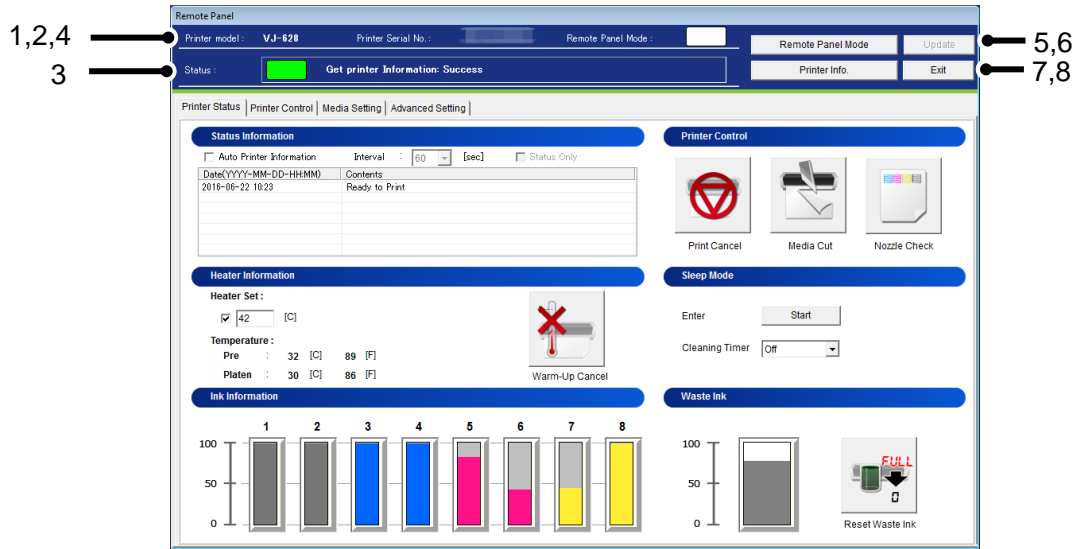 Remote Panel
1,2,4
Printer model : VJ-628 Printer Serial No. : Remote Panel Mode :
Remote Panel Mode Update
5,6
3
Status : Get printer Information: Success
Printer Info. Exit
7,8
Printer Status Printer Control Media Setting Advanced Setting
Status Information
Auto Printer Information Interval : 60 [sec] Status Only
Date(YYYY-MM-DD-HH:MM) Contents
2016-06-22 10:23 Ready to Print
Printer Control
Print Cancel Media Cut Nozzle Check
Heater Information
Heater Set :
42 [C]
Temperature :
Pre : 32 [C] 89 [F]
Platen : 30 [C] 86 [F]
Warm-Up Cancel
Sleep Mode
Enter Start
Cleaning Timer Off
Ink Information
1 2 3 4 5 6 7 8
100
50
0
Waste Ink
100
50
0
FULL
0
Reset Waste Ink